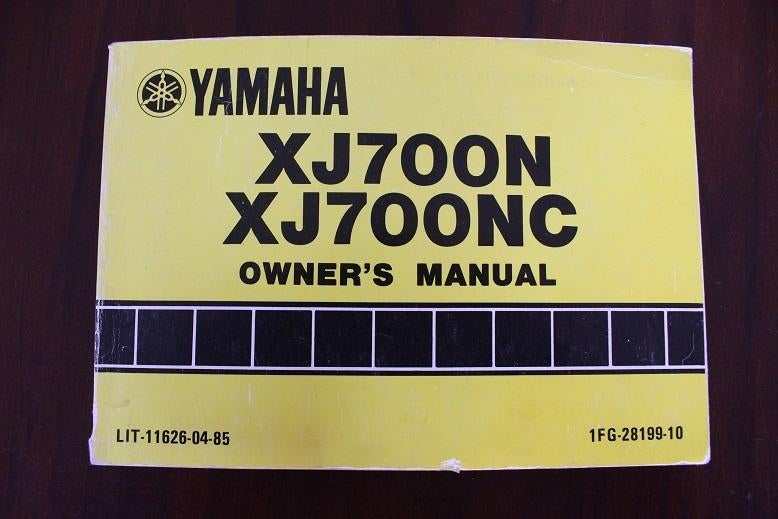 YAMAHA
XJ700N
XJ700NC
OWNER'S MANUAL
LIT-11626-04-85
1FG-28199-10